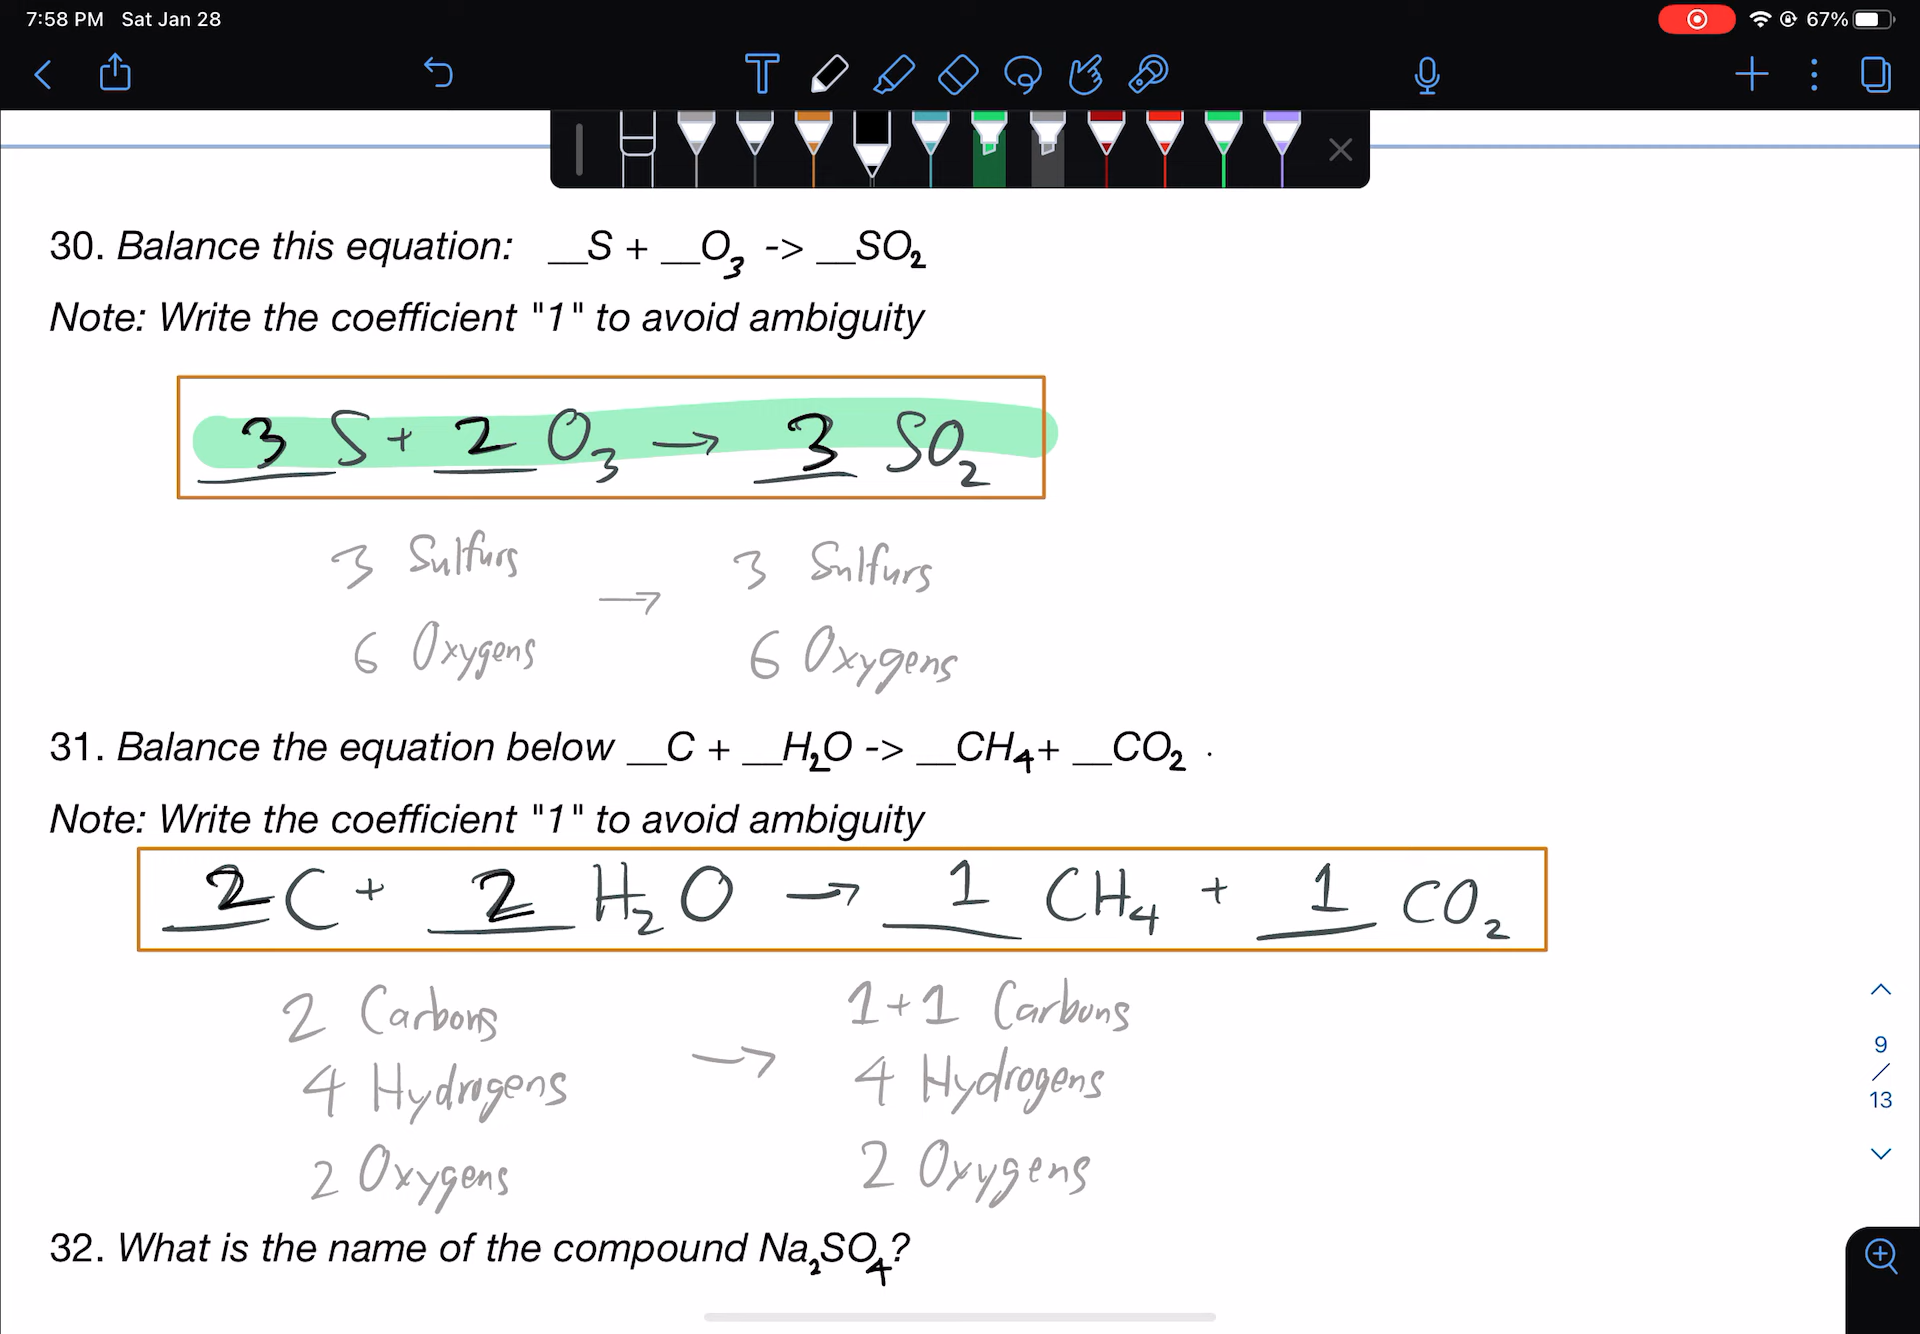 7:58 PM Sat Jan 28
67%
30. Balance this equation: __S + __O₃ -> __SO₂
Note: Write the coefficient "1" to avoid ambiguity
3 S + 2 O₃ → 3 SO₂
3 Sulfurs → 3 Sulfurs
6 Oxygens 6 Oxygens
31. Balance the equation below __C + __H₂O -> __CH₄+ __CO₂ .
Note: Write the coefficient "1" to avoid ambiguity
2 C + 2 H₂O → 1 CH₄ + 1 CO₂
2 Carbons 1+1 Carbons
4 Hydrogens → 4 Hydrogens
2 Oxygens 2 Oxygens
9
/
13
32. What is the name of the compound Na₂SO₄?